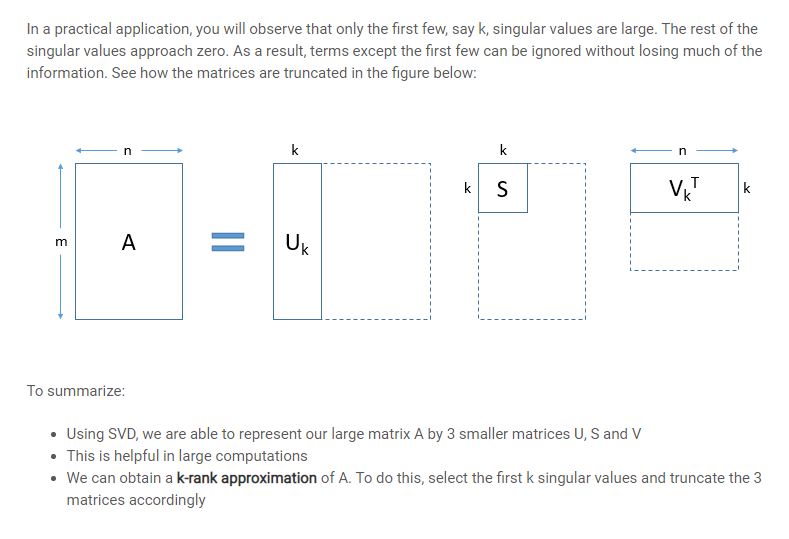 In a practical application, you will observe that only the first few, say k, singular values are large. The rest of the
singular values approach zero. As a result, terms except the first few can be ignored without losing much of the
information. See how the matrices are truncated in the figure below:
n
k
k
n
m
A
=
Uk
k
S
VkT
k
To summarize:
• Using SVD, we are able to represent our large matrix A by 3 smaller matrices U, S and V
• This is helpful in large computations
• We can obtain a k-rank approximation of A. To do this, select the first k singular values and truncate the 3
matrices accordingly